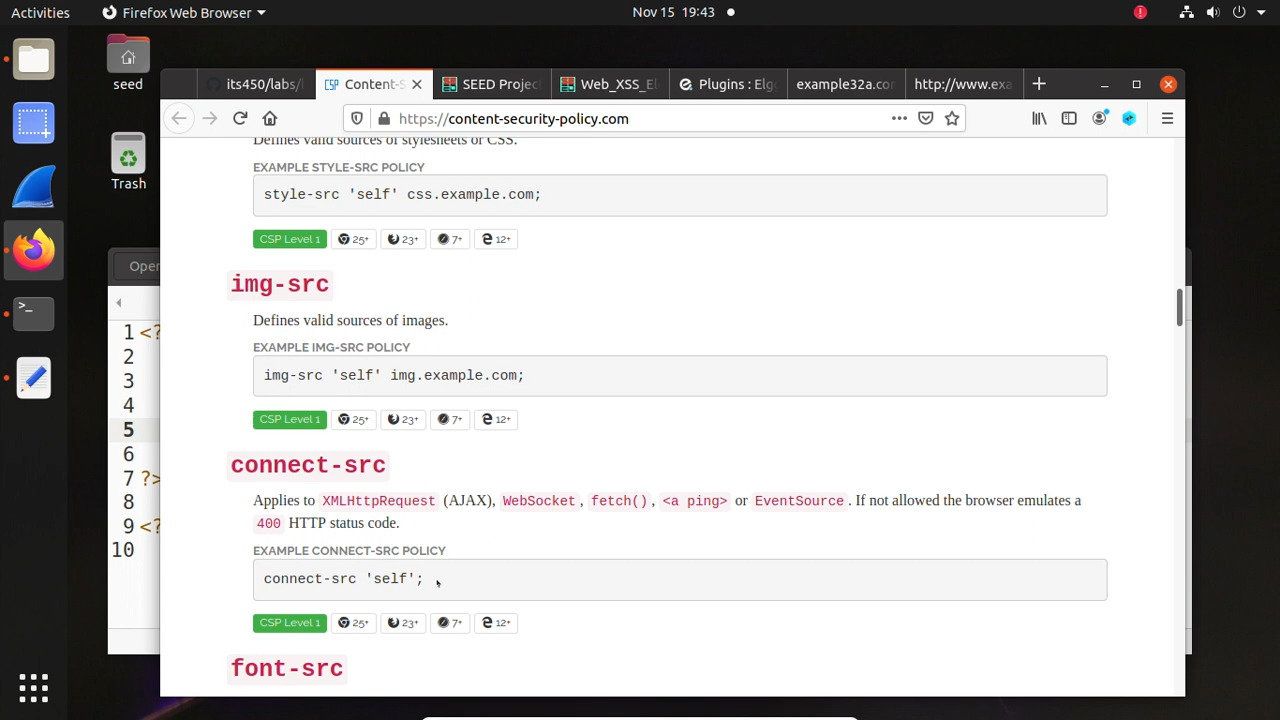 Activities
Firefox Web Browser
Nov 15 19:43
seed
Trash
its450/labs/l
Content-S
SEED Project
Web_XSS_El
Plugins : Elgg
example32a.co
http://www.exa
https://content-security-policy.com
Open
1 <?
2
3
4
5
6
7 ?>
8
9 <?
10
Defines valid sources of stylesheets or CSS.
EXAMPLE STYLE-SRC POLICY
style-src 'self' css.example.com;
CSP Level 1 25+ 23+ 7+ 12+
img-src
Defines valid sources of images.
EXAMPLE IMG-SRC POLICY
img-src 'self' img.example.com;
CSP Level 1 25+ 23+ 7+ 12+
connect-src
Applies to XMLHttpRequest (AJAX), WebSocket, fetch(), <a ping> or EventSource. If not allowed the browser emulates a
400 HTTP status code.
EXAMPLE CONNECT-SRC POLICY
connect-src 'self';
CSP Level 1 25+ 23+ 7+ 12+
font-src